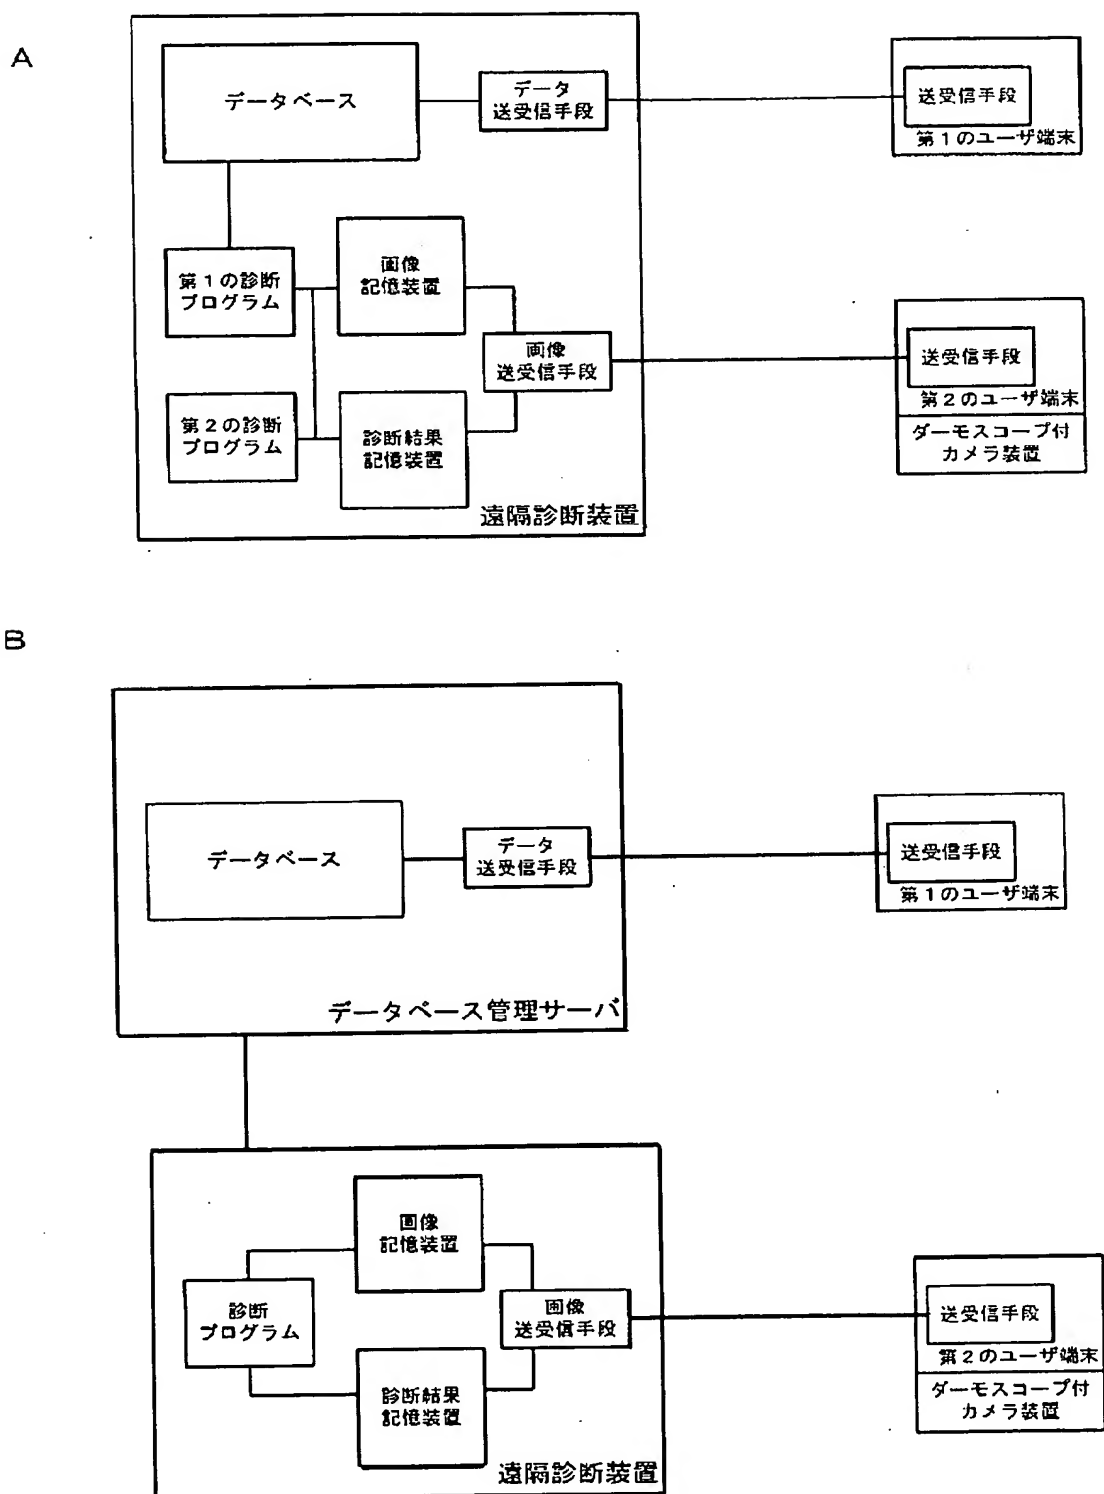 A
データベース
データ
送受信手段
送受信手段
第1のユーザ端末
第1の診断
プログラム
画像
記憶装置
画像
送受信手段
送受信手段
第2のユーザ端末
ダーモスコープ付
カメラ装置
第2の診断
プログラム
診断結果
記憶装置
遠隔診断装置
B
データベース
データ
送受信手段
送受信手段
第1のユーザ端末
データベース管理サーバ
画像
記憶装置
診断
プログラム
画像
送受信手段
送受信手段
第2のユーザ端末
ダーモスコープ付
カメラ装置
診断結果
記憶装置
遠隔診断装置